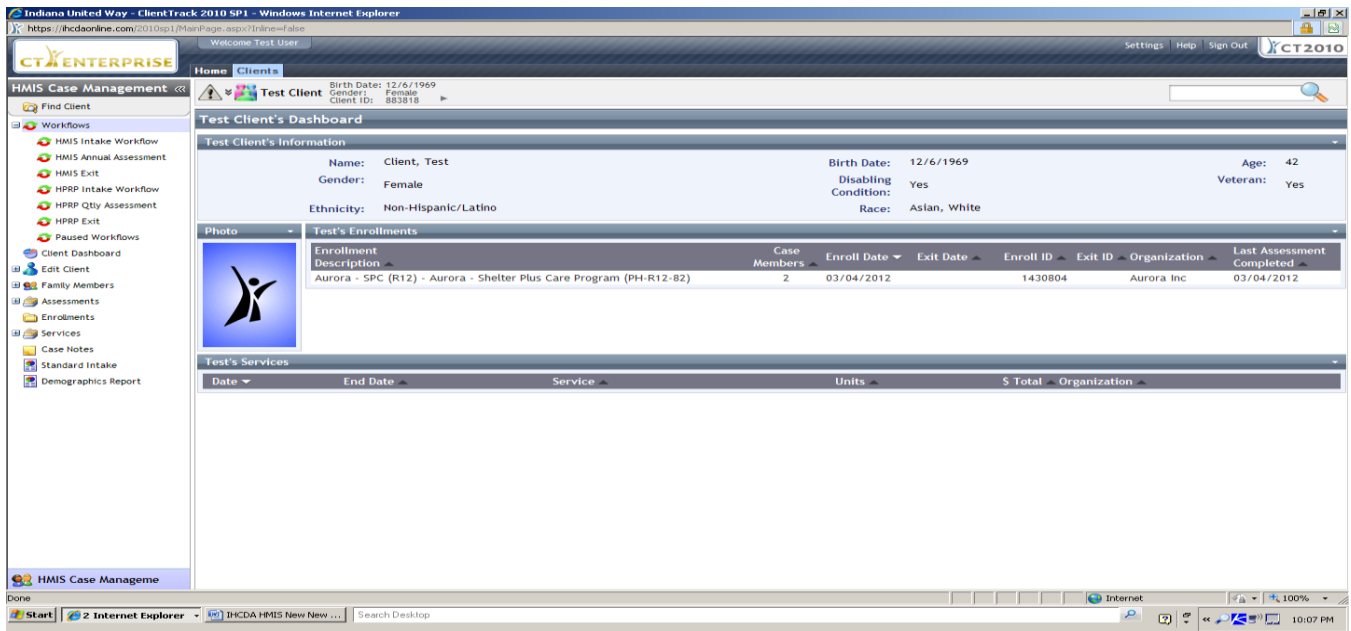 Indiana United Way - ClientTrack 2010 SP1 - Windows Internet Explorer
https://ihcdaonline.com/2010sp1/MainPage.aspx?Inline=false
CT ENTERPRISE
Welcome Test User
Settings Help Sign Out CT2010
Home Clients
HMIS Case Management
Test Client
Birth Date: 12/6/1969
Gender: Female
Client ID: 883818
Find Client
Workflows
HMIS Intake Workflow
HMIS Annual Assessment
HMIS Exit
HPRP Intake Workflow
HPRP Qtly Assessment
HPRP Exit
Paused Workflows
Client Dashboard
Edit Client
Family Members
Assessments
Enrollments
Services
Case Notes
Standard Intake
Demographics Report
HMIS Case Manageme
Test Client's Dashboard
Test Client's Information
Name: Client, Test Birth Date: 12/6/1969 Age: 42
Gender: Female Disabling Condition: Yes Veteran: Yes
Ethnicity: Non-Hispanic/Latino Race: Asian, White
Photo
Test's Enrollments
Enrollment Description Case Members Enroll Date Exit Date Enroll ID Exit ID Organization Last Assessment Completed
Aurora - SPC (R12) - Aurora - Shelter Plus Care Program (PH-R12-82) 2 03/04/2012 1430804 Aurora Inc 03/04/2012
Test's Services
Date End Date Service Units $ Total Organization
Done Internet 100%
Start 2 Internet Explorer IHCDA HMIS New New ... Search Desktop 10:07 PM